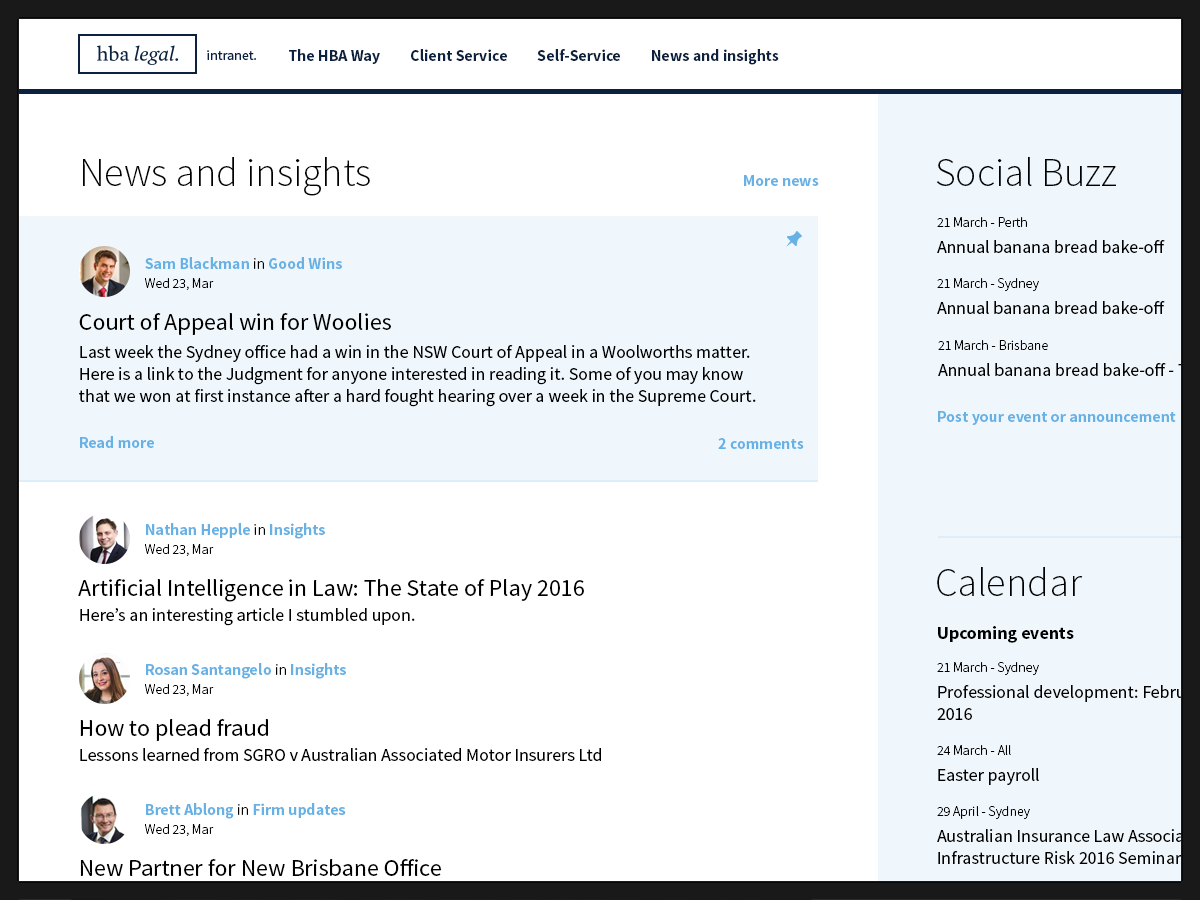 hba legal.
intranet.
The HBA Way
Client Service
Self-Service
News and insights
News and insights
More news
Sam Blackman in Good Wins
Wed 23, Mar
Court of Appeal win for Woolies
Last week the Sydney office had a win in the NSW Court of Appeal in a Woolworths matter.
Here is a link to the Judgment for anyone interested in reading it. Some of you may know
that we won at first instance after a hard fought hearing over a week in the Supreme Court.
Read more
2 comments
Nathan Hepple in Insights
Wed 23, Mar
Artificial Intelligence in Law: The State of Play 2016
Here’s an interesting article I stumbled upon.
Rosan Santangelo in Insights
Wed 23, Mar
How to plead fraud
Lessons learned from SGRO v Australian Associated Motor Insurers Ltd
Brett Ablong in Firm updates
Wed 23, Mar
New Partner for New Brisbane Office
Social Buzz
21 March - Perth
Annual banana bread bake-off
21 March - Sydney
Annual banana bread bake-off
21 March - Brisbane
Annual banana bread bake-off -
Post your event or announcement
Calendar
Upcoming events
21 March - Sydney
Professional development: Febru
2016
24 March - All
Easter payroll
29 April - Sydney
Australian Insurance Law Associa
Infrastructure Risk 2016 Seminar